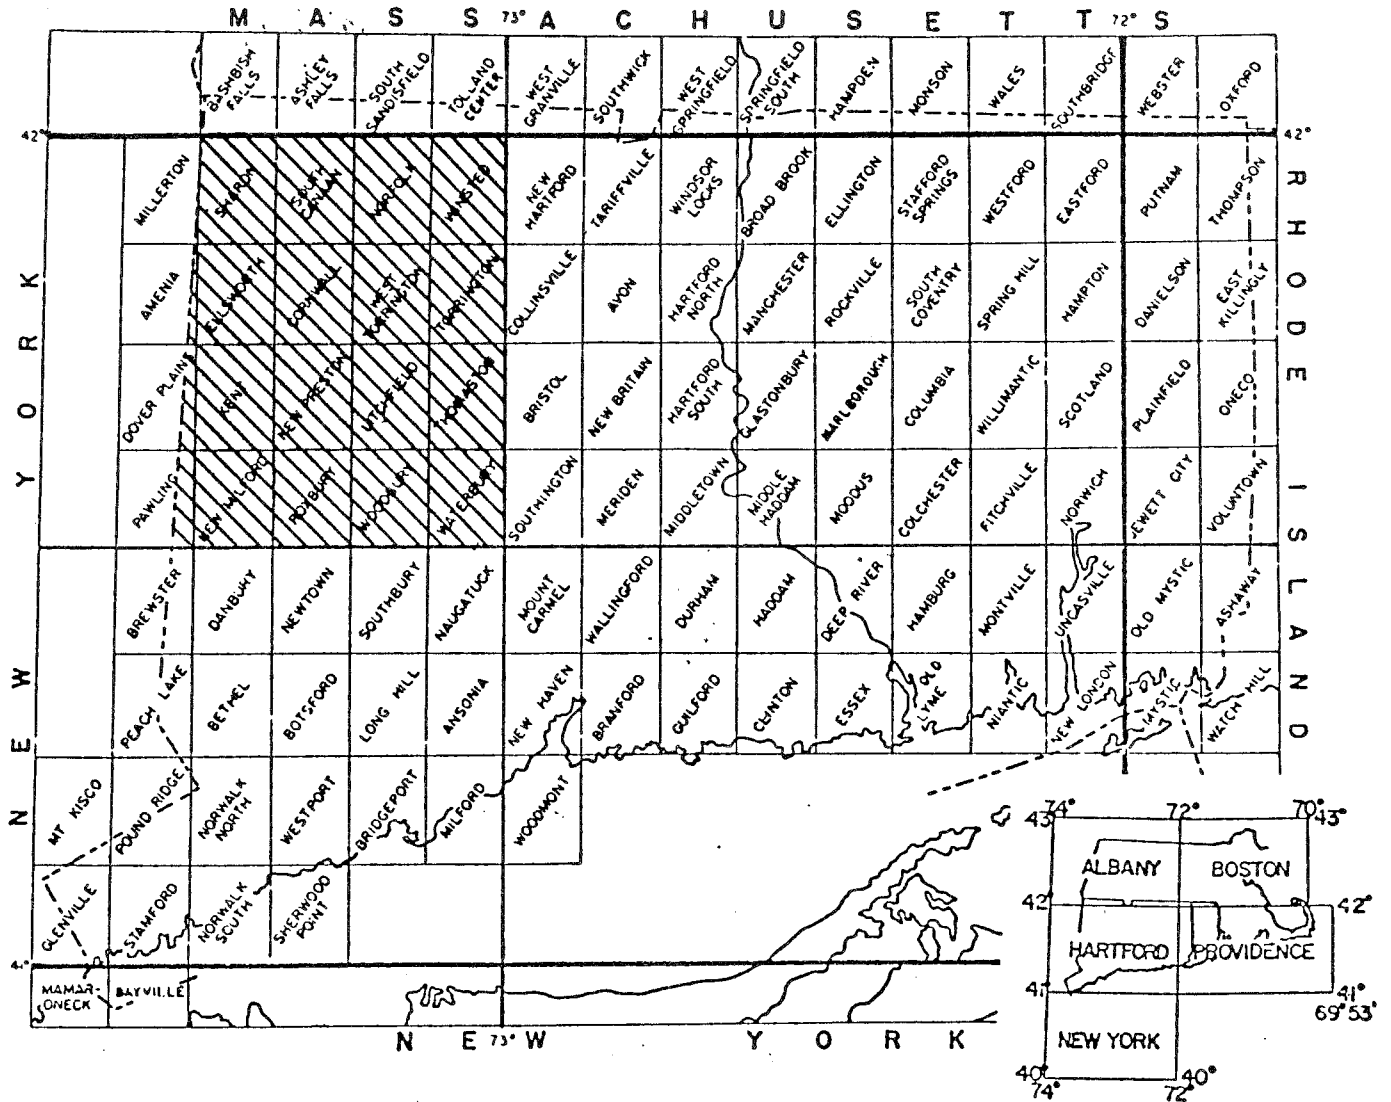 M A S S 73° A C H U S E T T 72° S
BASHBISH
FALLS
ASHLEY
FALLS
SOUTH
SANDISFIELD
TOLLAND
CENTER
WEST
GRANVILLE
SOUTHWICK
WEST
SPRINGFIELD
SPRINGFIELD
SOUTH
HAMPDEN
MONSON
WALES
SOUTHBRIDGE
WEBSTER
OXFORD
42°
42°
MILLERTON
SHARON
SOUTH
CANAAN
NORFOLK
WINSTED
NEW
HARTFORD
TARIFFVILLE
WINDSOR
LOCKS
BROAD BROOK
ELLINGTON
STAFFORD
SPRINGS
WESTFORD
EASTFORD
PUTNAM
THOMPSON
AMENIA
ELLSWORTH
CORNWALL
WEST
TORRINGTON
TORRINGTON
COLLINSVILLE
AVON
HARTFORD
NORTH
MANCHESTER
ROCKVILLE
SOUTH
COVENTRY
SPRING HILL
HAMPTON
DANIELSON
EAST
KILLINGLY
DOVER PLAINS
KENT
NEW PRESTON
LITCHFIELD
THOMASTON
BRISTOL
NEW BRITAIN
HARTFORD
SOUTH
GLASTONBURY
MARLBOROUGH
COLUMBIA
WILLIMANTIC
SCOTLAND
PLAINFIELD
ONECO
PAWLING
NEW MILFORD
ROXBURY
WOODBURY
WATERBURY
SOUTHINGTON
MERIDEN
MIDDLETOWN
MIDDLE
HADDAM
MOODUS
COLCHESTER
FITCHVILLE
NORWICH
JEWETT CITY
VOLUNTOWN
BREWSTER
DANBURY
NEWTOWN
SOUTHBURY
NAUGATUCK
MOUNT
CARMEL
WALLINGFORD
DURHAM
HADDAM
DEEP RIVER
HAMBURG
MONTVILLE
UNCASVILLE
OLD MYSTIC
ASHAWAY
PEACH LAKE
BETHEL
BOTSFORD
LONG HILL
ANSONIA
NEW HAVEN
BRANFORD
GUILFORD
CLINTON
ESSEX
OLD
LYME
NIANTIC
NEW LONDON
MYSTIC
WATCH HILL
MT KISCO
POUND RIDGE
NORWALK
NORTH
WESTPORT
BRIDGEPORT
MILFORD
WOODMONT
GLENVILLE
STAMFORD
NORWALK
SOUTH
SHERWOOD
POINT
41°
MAMAR-
ONECK
BAYVILLE
NEW YORK
RHODE ISLAND
N E 73° W Y O R K
74° 72° 70°
43° 43°
ALBANY BOSTON
42° 42°
HARTFORD PROVIDENCE
41° 41°
69°53'
NEW YORK
40° 40°
74° 72°